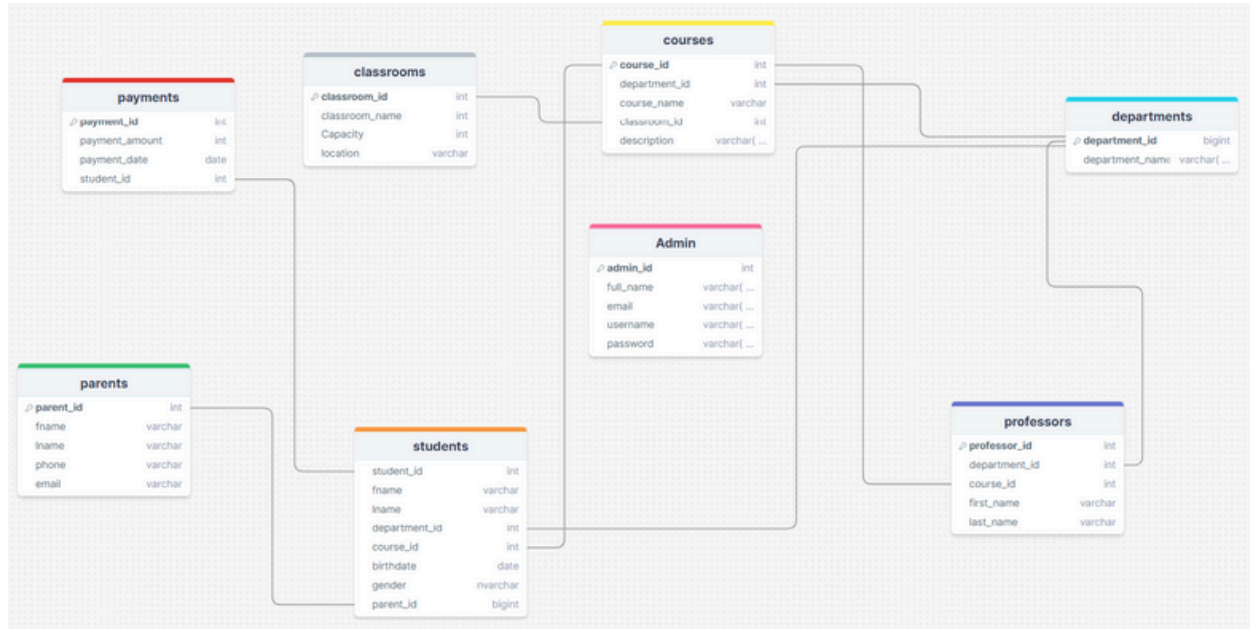 payments
payment_id int
payment_amount int
payment_date date
student_id int
classrooms
classroom_id int
classroom_name int
Capacity int
location varchar
courses
course_id int
department_id int
course_name varchar
classroom_id int
description varchar( ...
departments
department_id bigint
department_name varchar( ...
Admin
admin_id int
full_name varchar( ...
email varchar( ...
username varchar( ...
password varchar( ...
parents
parent_id int
fname varchar
lname varchar
phone varchar
email varchar
students
student_id int
fname varchar
lname varchar
department_id int
course_id int
birthdate date
gender nvarchar
parent_id bigint
professors
professor_id int
department_id int
course_id int
first_name varchar
last_name varchar